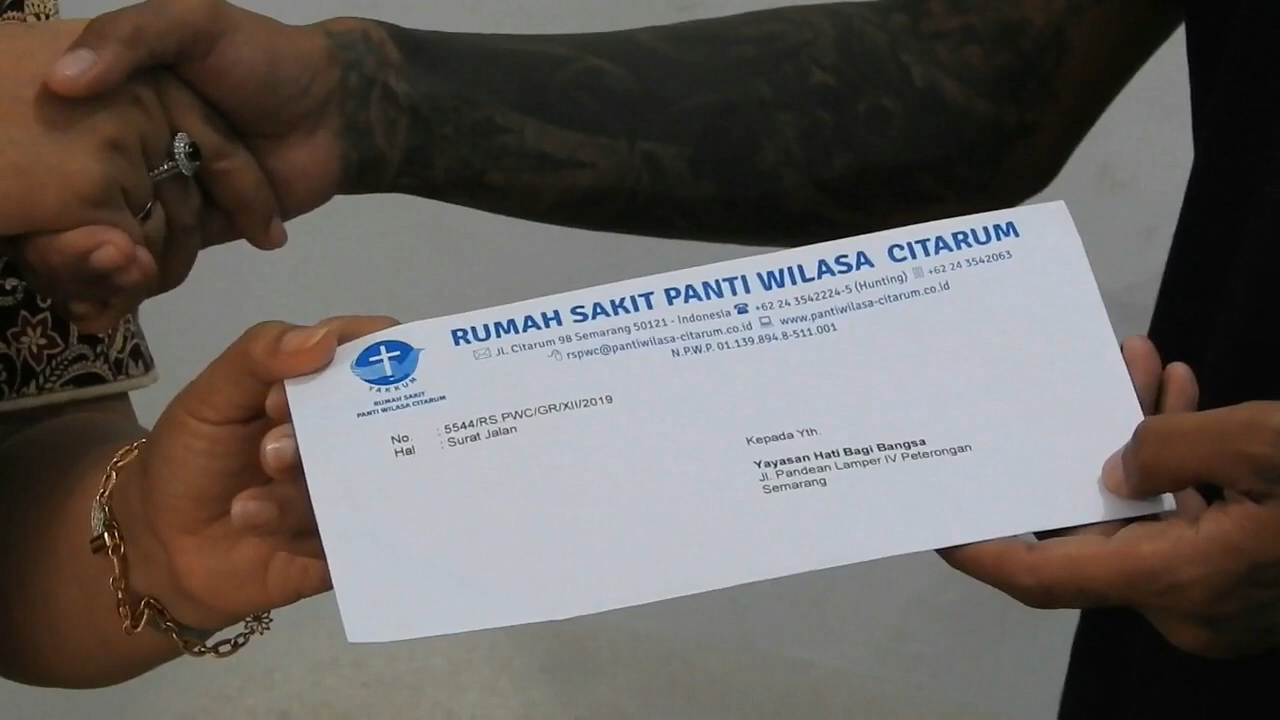 RUMAH SAKIT PANTI WILASA CITARUM
Jl. Citarum 98 Semarang 50121 - Indonesia +62 24 3542224-5 (Hunting) +62 24 3542063
rspwc@pantiwilasa-citarum.co.id www.pantiwilasa-citarum.co.id
N.P.W.P. 01.139.894.8-511.001
YAKKUM
RUMAH SAKIT
PANTI WILASA CITARUM
No. : 5544/RS.PWC/GR/XII/2019
Hal : Surat Jalan
Kepada Yth.
Yayasan Hati Bagi Bangsa
Jl. Pandean Lamper IV Peterongan
Semarang